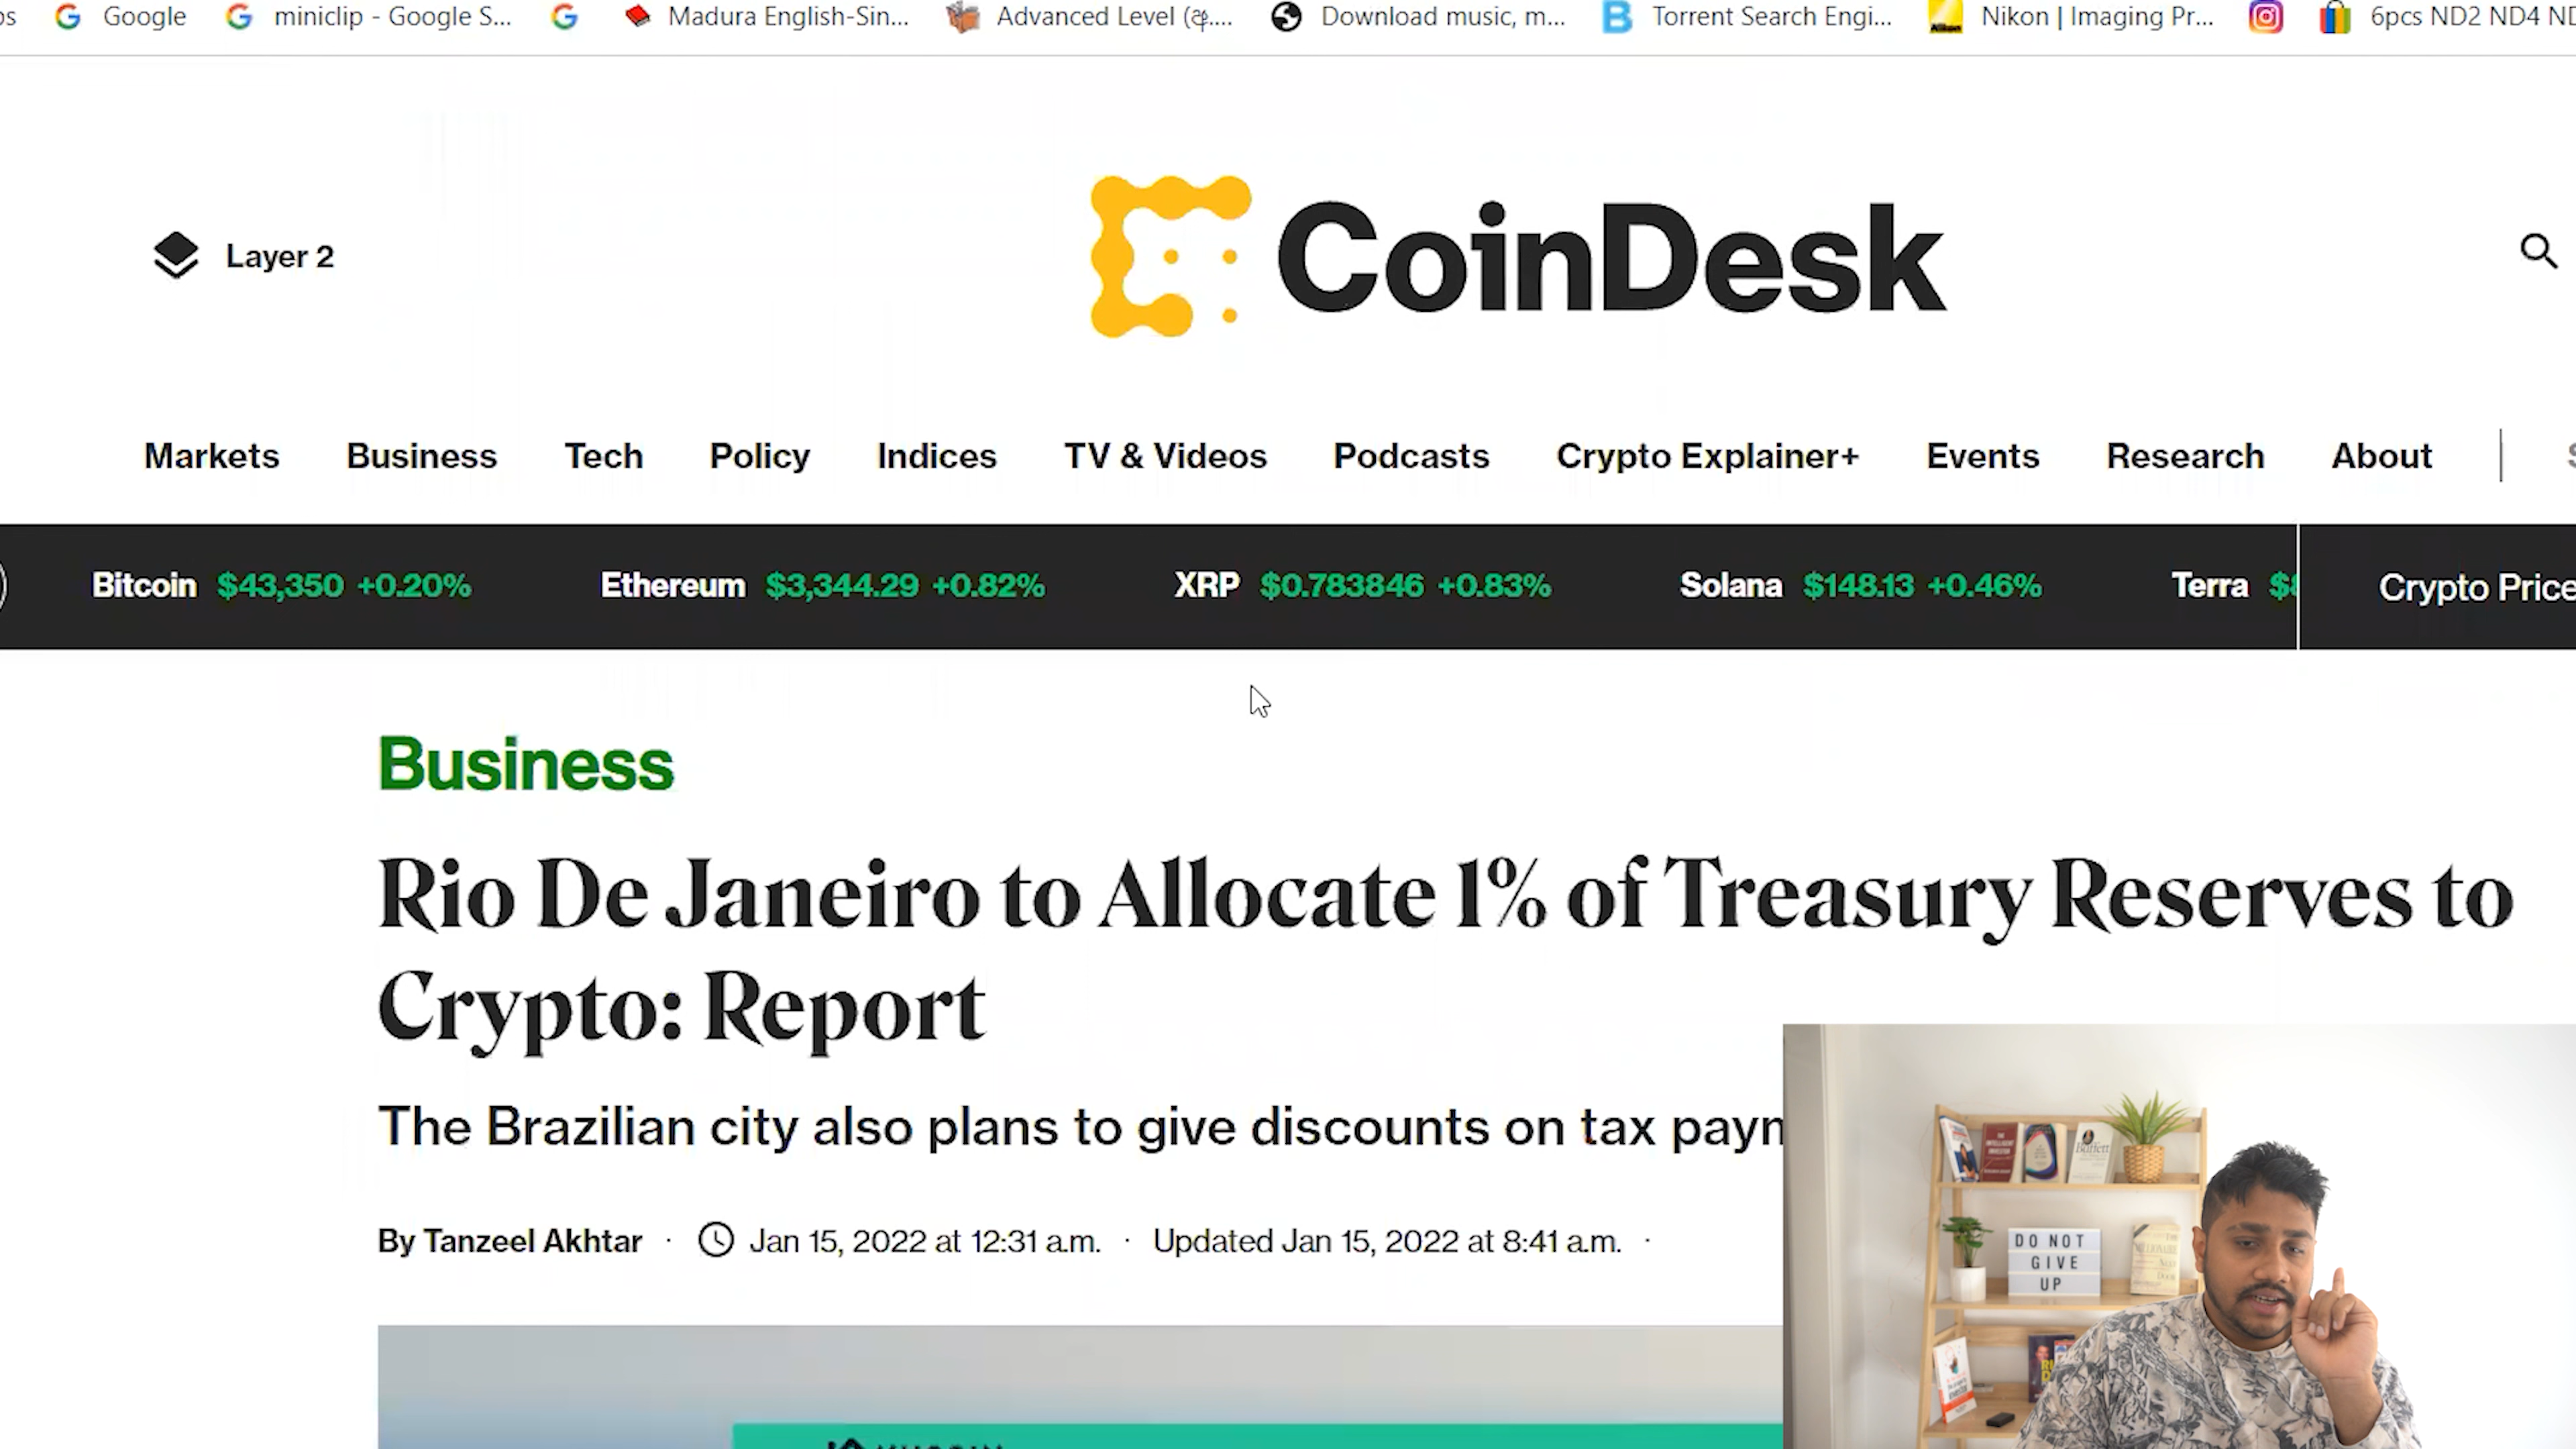 Google
miniclip - Google S...
Madura English-Sin...
Advanced Level (අ....
Download music, m...
Torrent Search Engi...
Nikon | Imaging Pr...
6pcs ND2 ND4
Layer 2
CoinDesk
Markets Business Tech Policy Indices TV & Videos Podcasts Crypto Explainer+ Events Research About
Bitcoin $43,350 +0.20% Ethereum $3,344.29 +0.82% XRP $0.783846 +0.83% Solana $148.13 +0.46% Terra
Crypto Price
Business
Rio De Janeiro to Allocate 1% of Treasury Reserves to
Crypto: Report
The Brazilian city also plans to give discounts on tax
By Tanzeel Akhtar · Jan 15, 2022 at 12:31 a.m. · Updated Jan 15, 2022 at 8:41 a.m. ·
Buffett
DO NOT
GIVE
UP